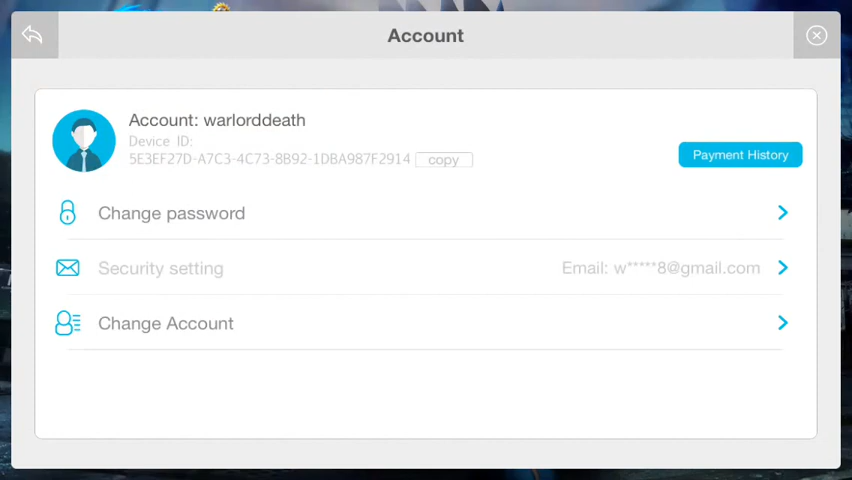 Account
Account: warlorddeath
Device ID:
5E3EF27D-A7C3-4C73-8B92-1DBA987F2914 copy
Payment History
Change password
Security setting Email: w*****8@gmail.com
Change Account